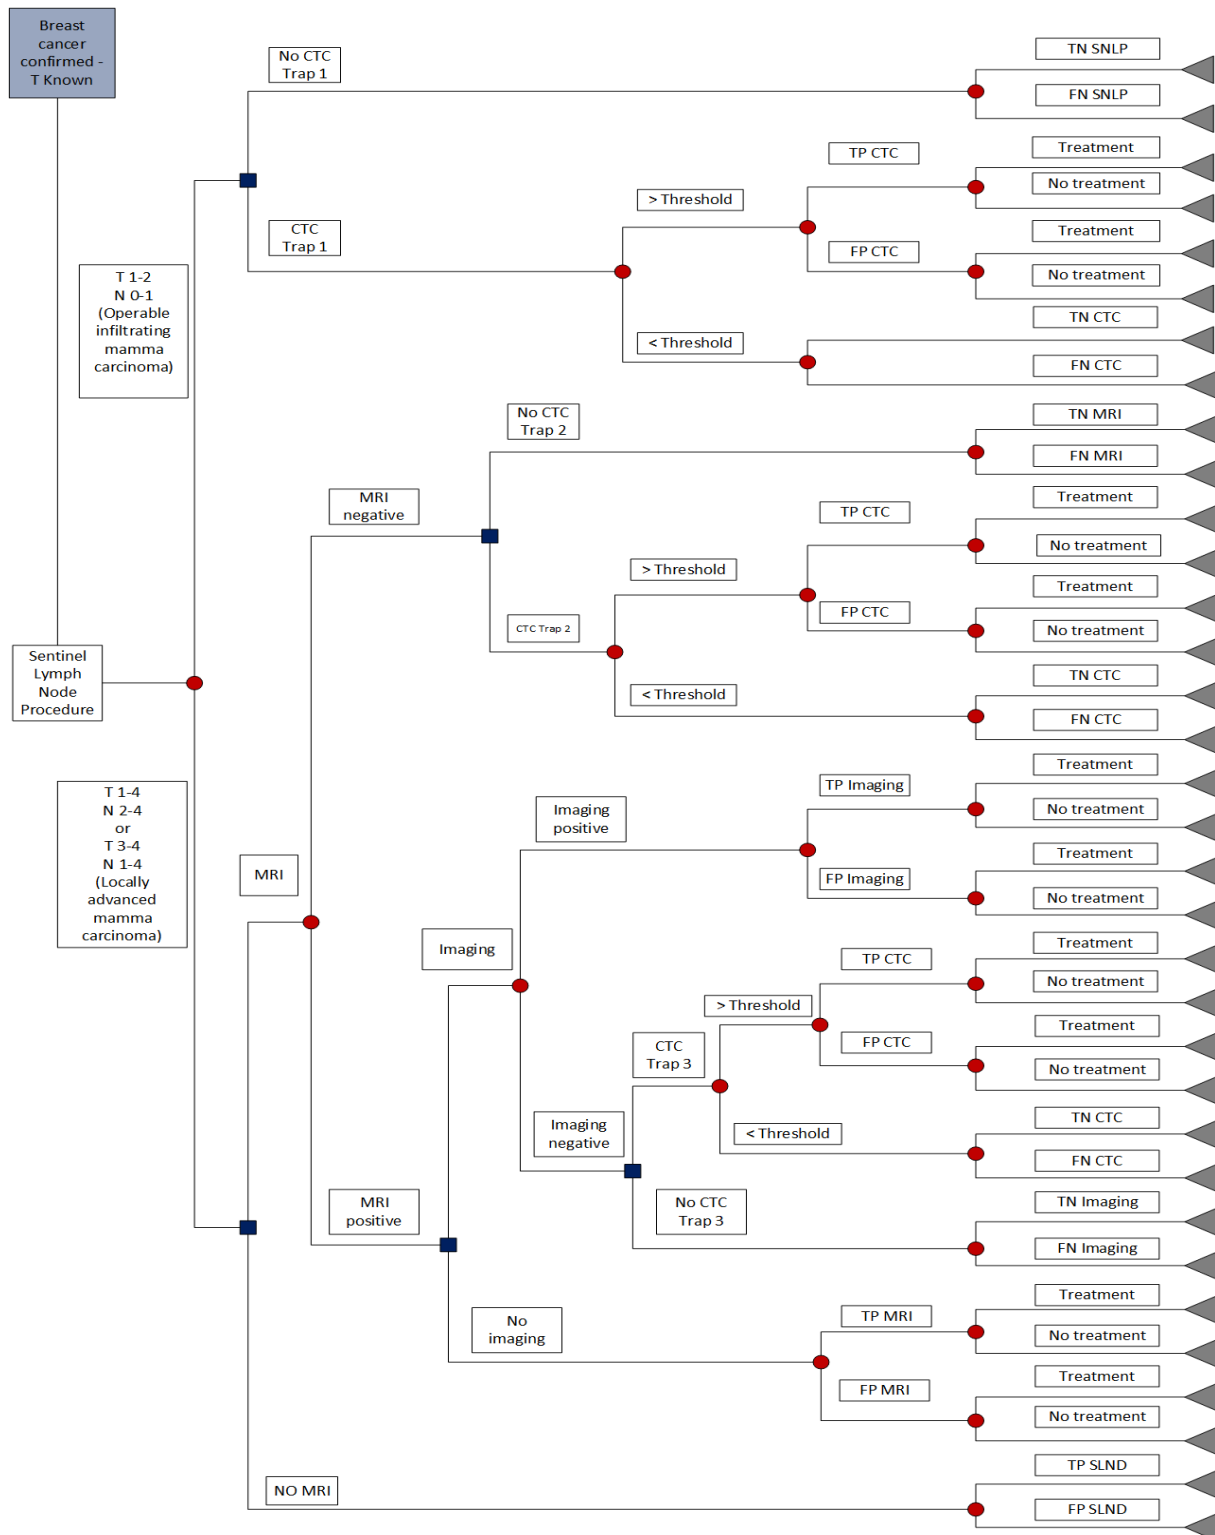 Breast
cancer
confirmed -
T Known
No CTC
Trap 1
TN SNLP
FN SNLP
CTC
Trap 1
> Threshold
TP CTC
Treatment
No treatment
FP CTC
Treatment
No treatment
< Threshold
TN CTC
FN CTC
T 1-2
N 0-1
(Operable
infiltrating
mamma
carcinoma)
No CTC
Trap 2
TN MRI
FN MRI
MRI
negative
TP CTC
Treatment
No treatment
> Threshold
FP CTC
Treatment
No treatment
CTC Trap 2
< Threshold
TN CTC
FN CTC
Sentinel
Lymph
Node
Procedure
T 1-4
N 2-4
or
T 3-4
N 1-4
(Locally
advanced
mamma
carcinoma)
MRI
Imaging
positive
TP Imaging
Treatment
No treatment
FP Imaging
Treatment
No treatment
Imaging
TP CTC
Treatment
No treatment
> Threshold
FP CTC
Treatment
No treatment
CTC
Trap 3
Imaging
negative
< Threshold
TN CTC
FN CTC
MRI
positive
No CTC
Trap 3
TN Imaging
FN Imaging
No
imaging
TP MRI
Treatment
No treatment
FP MRI
Treatment
No treatment
NO MRI
TP SLND
FP SLND